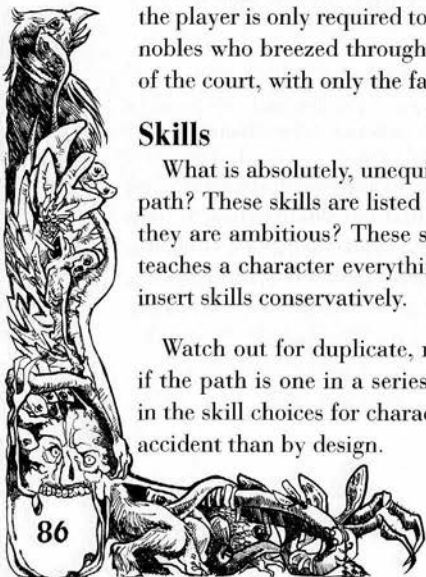 the player is only required to
nobles who breezed through
of the court, with only the fa
Skills
What is absolutely, unequi
path? These skills are listed
they are ambitious? These s
teaches a character everythi
insert skills conservatively.
Watch out for duplicate, r
if the path is one in a series
in the skill choices for charac
accident than by design.
86